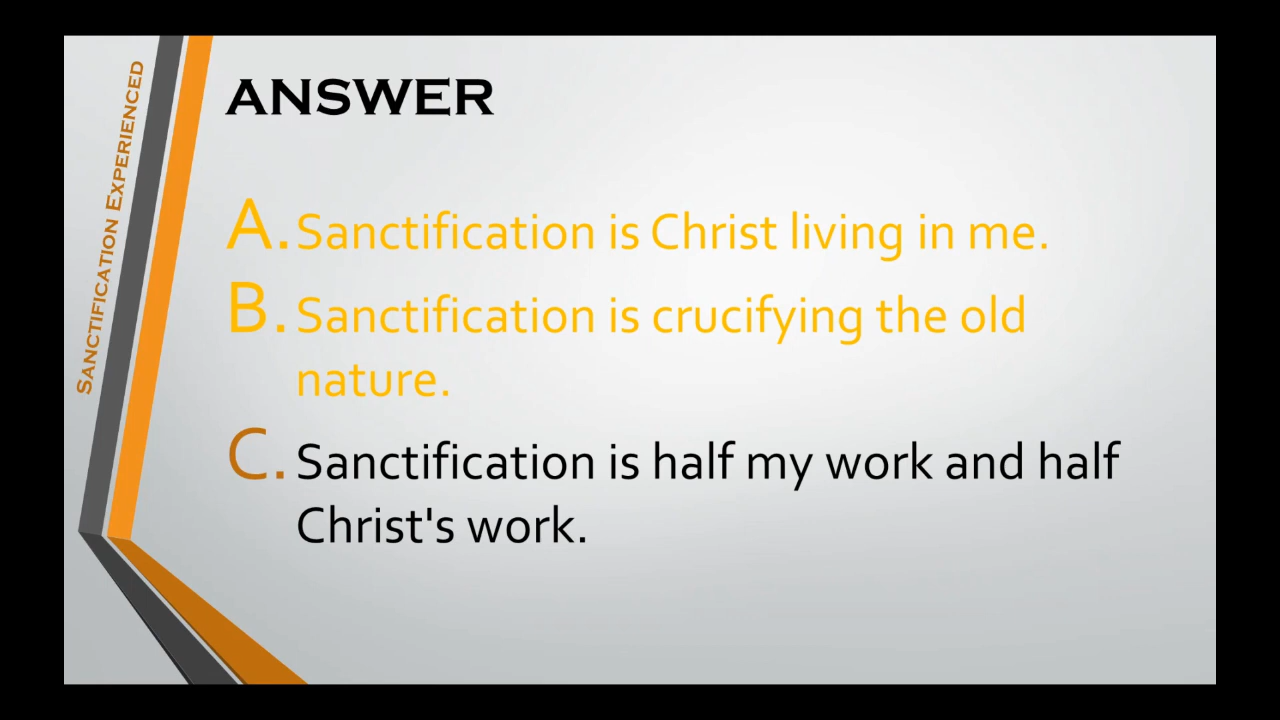 Sanctification Experienced
ANSWER
A. Sanctification is Christ living in me.
B. Sanctification is crucifying the old
nature.
C. Sanctification is half my work and half
Christ's work.